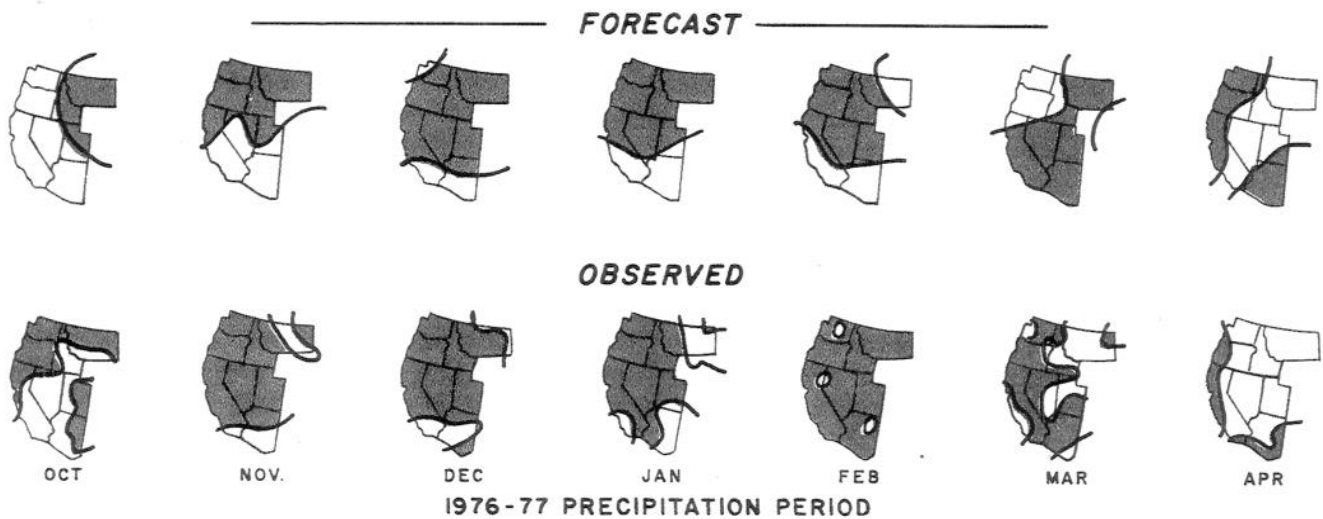 FORECAST
OBSERVED
OCT NOV. DEC JAN FEB MAR APR
1976-77 PRECIPITATION PERIOD